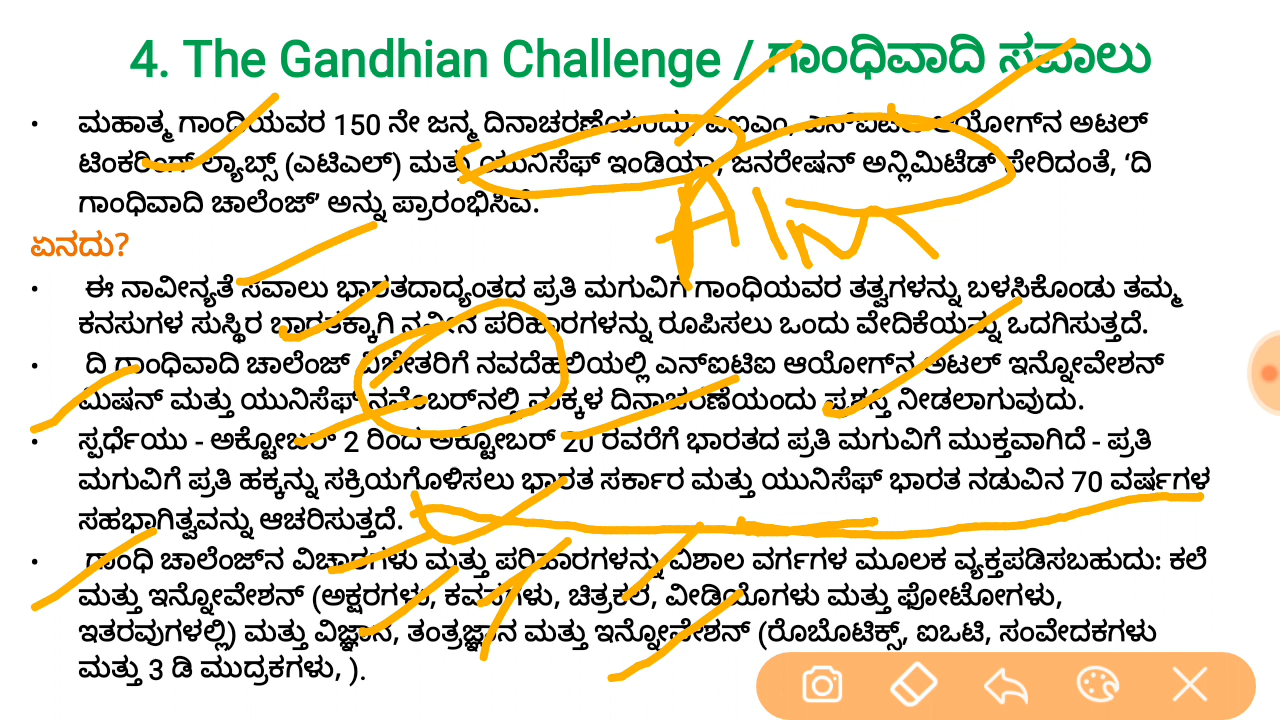 4. The Gandhian Challenge / ಗಾಂಧಿವಾದಿ ಸವಾಲು
• ಮಹಾತ್ಮ ಗಾಂಧಿಯವರ 150 ನೇ ಜನ್ಮ ದಿನಾಚರಣೆಯಂದು, ಎಐಎಂ, ಎನ್‌ಐಟಿಐ ಆಯೋಗ್‌ನ ಅಟಲ್
ಟಿಂಕರಿಂಗ್ ಲ್ಯಾಬ್ಸ್ (ಎಟಿಎಲ್) ಮತ್ತು ಯುನಿಸೆಫ್ ಇಂಡಿಯಾ, ಜನರೇಷನ್ ಅನ್ಲಿಮಿಟೆಡ್ ಸೇರಿದಂತೆ, ‘ದಿ
ಗಾಂಧಿವಾದಿ ಚಾಲೆಂಜ್’ ಅನ್ನು ಪ್ರಾರಂಭಿಸಿವೆ.
AIM
ಏನದು?
• ಈ ನಾವೀನ್ಯತೆ ಸವಾಲು ಭಾರತದಾದ್ಯಂತದ ಪ್ರತಿ ಮಗುವಿಗೆ ಗಾಂಧಿಯವರ ತತ್ವಗಳನ್ನು ಬಳಸಿಕೊಂಡು ತಮ್ಮ
ಕನಸುಗಳ ಸುಸ್ಥಿರ ಭಾರತಕ್ಕಾಗಿ ನವೀನ ಪರಿಹಾರಗಳನ್ನು ರೂಪಿಸಲು ಒಂದು ವೇದಿಕೆಯನ್ನು ಒದಗಿಸುತ್ತದೆ.
• ದಿ ಗಾಂಧಿವಾದಿ ಚಾಲೆಂಜ್ ವಿಜೇತರಿಗೆ ನವದೆಹಲಿಯಲ್ಲಿ ಎನ್‌ಐಟಿಐ ಆಯೋಗ್‌ನ ಅಟಲ್ ಇನ್ನೋವೇಶನ್
ಮಿಷನ್ ಮತ್ತು ಯುನಿಸೆಫ್ ನವೆಂಬರ್‌ನಲ್ಲಿ ಮಕ್ಕಳ ದಿನಾಚರಣೆಯಂದು ಪ್ರಶಸ್ತಿ ನೀಡಲಾಗುವುದು.
• ಸ್ಪರ್ಧೆಯು - ಅಕ್ಟೋಬರ್ 2 ರಿಂದ ಅಕ್ಟೋಬರ್ 20 ರವರೆಗೆ ಭಾರತದ ಪ್ರತಿ ಮಗುವಿಗೆ ಮುಕ್ತವಾಗಿದೆ - ಪ್ರತಿ
ಮಗುವಿಗೆ ಪ್ರತಿ ಹಕ್ಕನ್ನು ಸಕ್ರಿಯಗೊಳಿಸಲು ಭಾರತ ಸರ್ಕಾರ ಮತ್ತು ಯುನಿಸೆಫ್ ಭಾರತ ನಡುವಿನ 70 ವರ್ಷಗಳ
ಸಹಭಾಗಿತ್ವವನ್ನು ಆಚರಿಸುತ್ತದೆ.
• ಗಾಂಧಿ ಚಾಲೆಂಜ್‌ನ ವಿಚಾರಗಳು ಮತ್ತು ಪರಿಹಾರಗಳನ್ನು ವಿಶಾಲ ವರ್ಗಗಳ ಮೂಲಕ ವ್ಯಕ್ತಪಡಿಸಬಹುದು: ಕಲೆ
ಮತ್ತು ಇನ್ನೋವೇಶನ್ (ಅಕ್ಷರಗಳು, ಕವನಗಳು, ಚಿತ್ರಕಲೆ, ವೀಡಿಯೊಗಳು ಮತ್ತು ಫೋಟೋಗಳು,
ಇತರವುಗಳಲ್ಲಿ) ಮತ್ತು ವಿಜ್ಞಾನ, ತಂತ್ರಜ್ಞಾನ ಮತ್ತು ಇನ್ನೋವೇಶನ್ (ರೊಬೊಟಿಕ್ಸ್, ಐಒಟಿ, ಸಂವೇದಕಗಳು
ಮತ್ತು 3 ಡಿ ಮುದ್ರಕಗಳು, ).